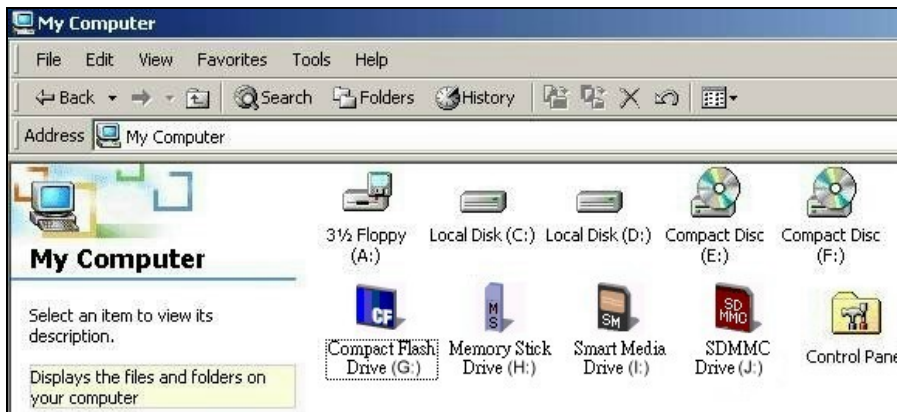 My Computer
File Edit View Favorites Tools Help
Back Search Folders History
Address My Computer
3½ Floppy (A:)
Local Disk (C:)
Local Disk (D:)
Compact Disc (E:)
Compact Disc (F:)
My Computer
Select an item to view its
description.
Displays the files and folders on
your computer
CF
Compact Flash
Drive (G:)
MS
Memory Stick
Drive (H:)
SM
Smart Media
Drive (I:)
SD
MMC
SDMMC
Drive (J:)
Control Pane